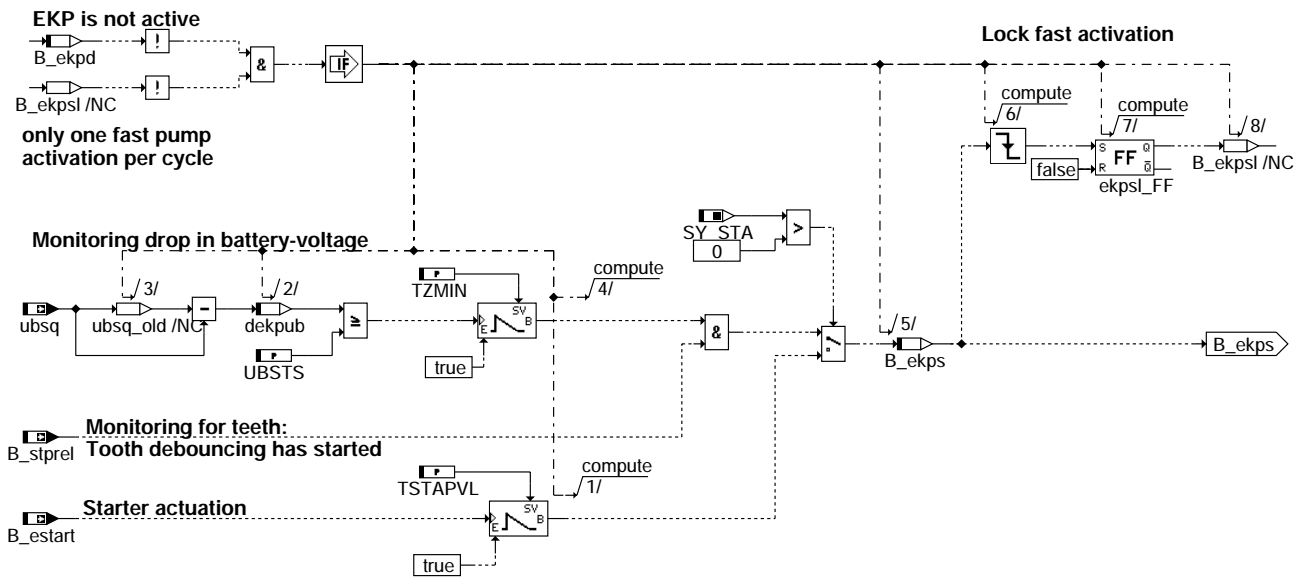 EKP is not active
B_ekpd
!
&
IF
B_ekpsl /NC
!
only one fast pump
activation per cycle
Lock fast activation
compute
6/
compute
7/
8/
S Q
FF
R Q
false
ekpsl_FF
B_ekpsl /NC
Monitoring drop in battery-voltage
SY_STA
0
>
3/
2/
TZMIN
P
compute
4/
ubsq
ubsq_old /NC
-
dekpub
≥
SV
E
B
&
5/
B_ekps
B_ekps
P
UBSTS
true
B_stprel
Monitoring for teeth:
Tooth debouncing has started
P
TSTAPVL
compute
1/
B_estart
Starter actuation
SV
E
B
true